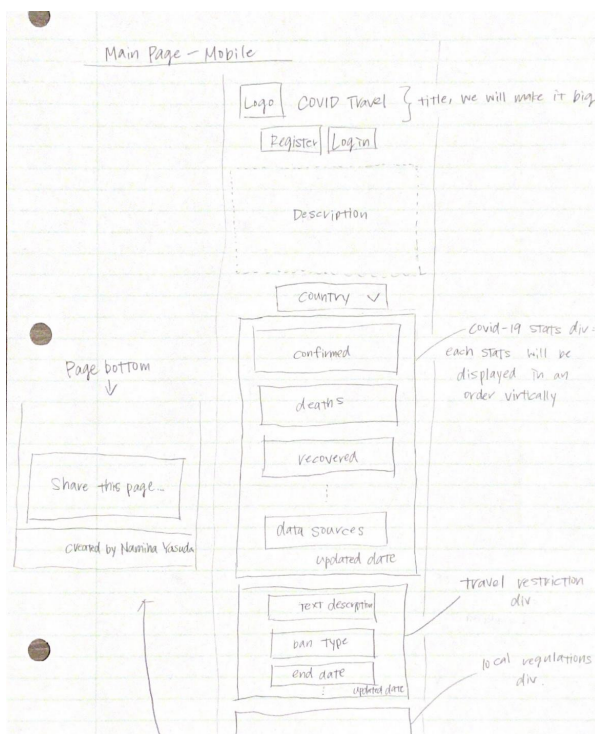 Main Page - Mobile
Logo COVID Travel } title, we will make it big
Register Login
Description
Country
confirmed
deaths
recovered
data sources
updated date
covid-19 stats div.
each stats will be
displayed in an
order virtically
Page bottom
Share this page...
created by Namiha Yasuda
text description
ban type
end date
updated date
travel restriction
div
local regulations
div.